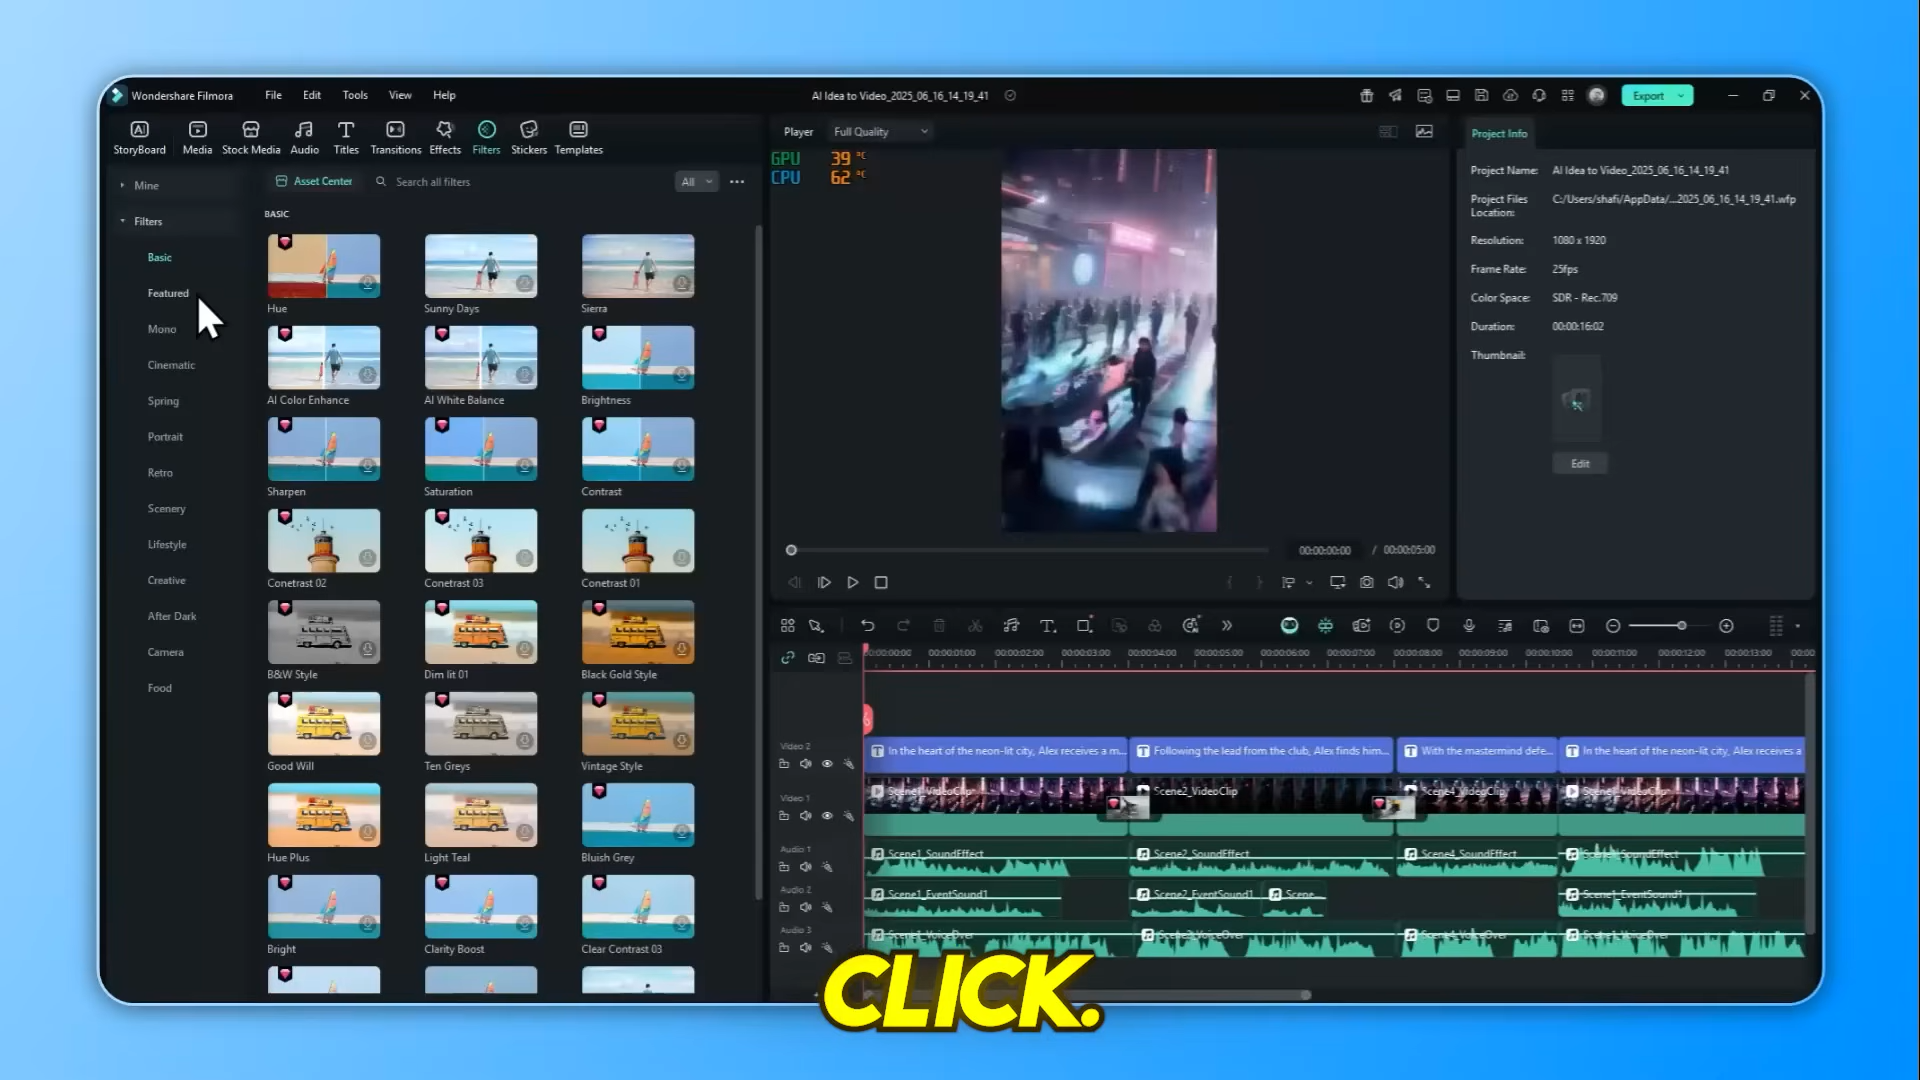 Wondershare Filmora File Edit Tools View Help
AI Idea to Video_2025_06_16_14_19_41
Export
StoryBoard Media Stock Media Audio Titles Transitions Effects Filters Stickers Templates
Player Full Quality
Project Info
Mine
Filters
Basic
Featured
Mono
Cinematic
Spring
Portrait
Retro
Scenery
Lifestyle
Creative
After Dark
Camera
Food
Asset Center Search all filters All
BASIC
Hue Sunny Days Sierra
AI Color Enhance AI White Balance Brightness
Sharpen Saturation Contrast
Conetrast 02 Conetrast 03 Conetrast 01
B&W Style Dim lit 01 Black Gold Style
Good Will Ten Greys Vintage Style
Hue Plus Light Teal Bluish Grey
Bright Clarity Boost Clear Contrast 03
GPU 39 °C
CPU 62 °C
00:00:00:00 / 00:00:05:00
Project Name: AI Idea to Video_2025_06_16_14_19_41
Project Files Location: C:/Users/shafi/AppData/...2025_06_16_14_19_41.wfp
Resolution: 1080 x 1920
Frame Rate: 25fps
Color Space: SDR - Rec.709
Duration: 00:00:16:02
Thumbnail:
Edit
00:00:00:00 00:00:01:00 00:00:02:00 00:00:03:00 00:00:04:00 00:00:05:00 00:00:06:00 00:00:07:00 00:00:08:00 00:00:09:00 00:00:10:00 00:00:11:00 00:00:12:00 00:00:13:00 00:00
Video 2
In the heart of the neon-lit city, Alex receives a m... Following the lead from the club, Alex finds him... With the mastermind defe... In the heart of the neon-lit city, Alex receives a
Video 1
Scene1_VideoClip Scene2_VideoClip Scene4_VideoClip
Audio 1
Scene1_SoundEffect Scene2_SoundEffect Scene4_SoundEffect
Audio 2
Scene1_EventSound1 Scene2_EventSound1 Scene... Scene1_EventSound1
Audio 3
Scene1_VoiceOver Scene4_VoiceOver Scene1_VoiceOver
CLICK.